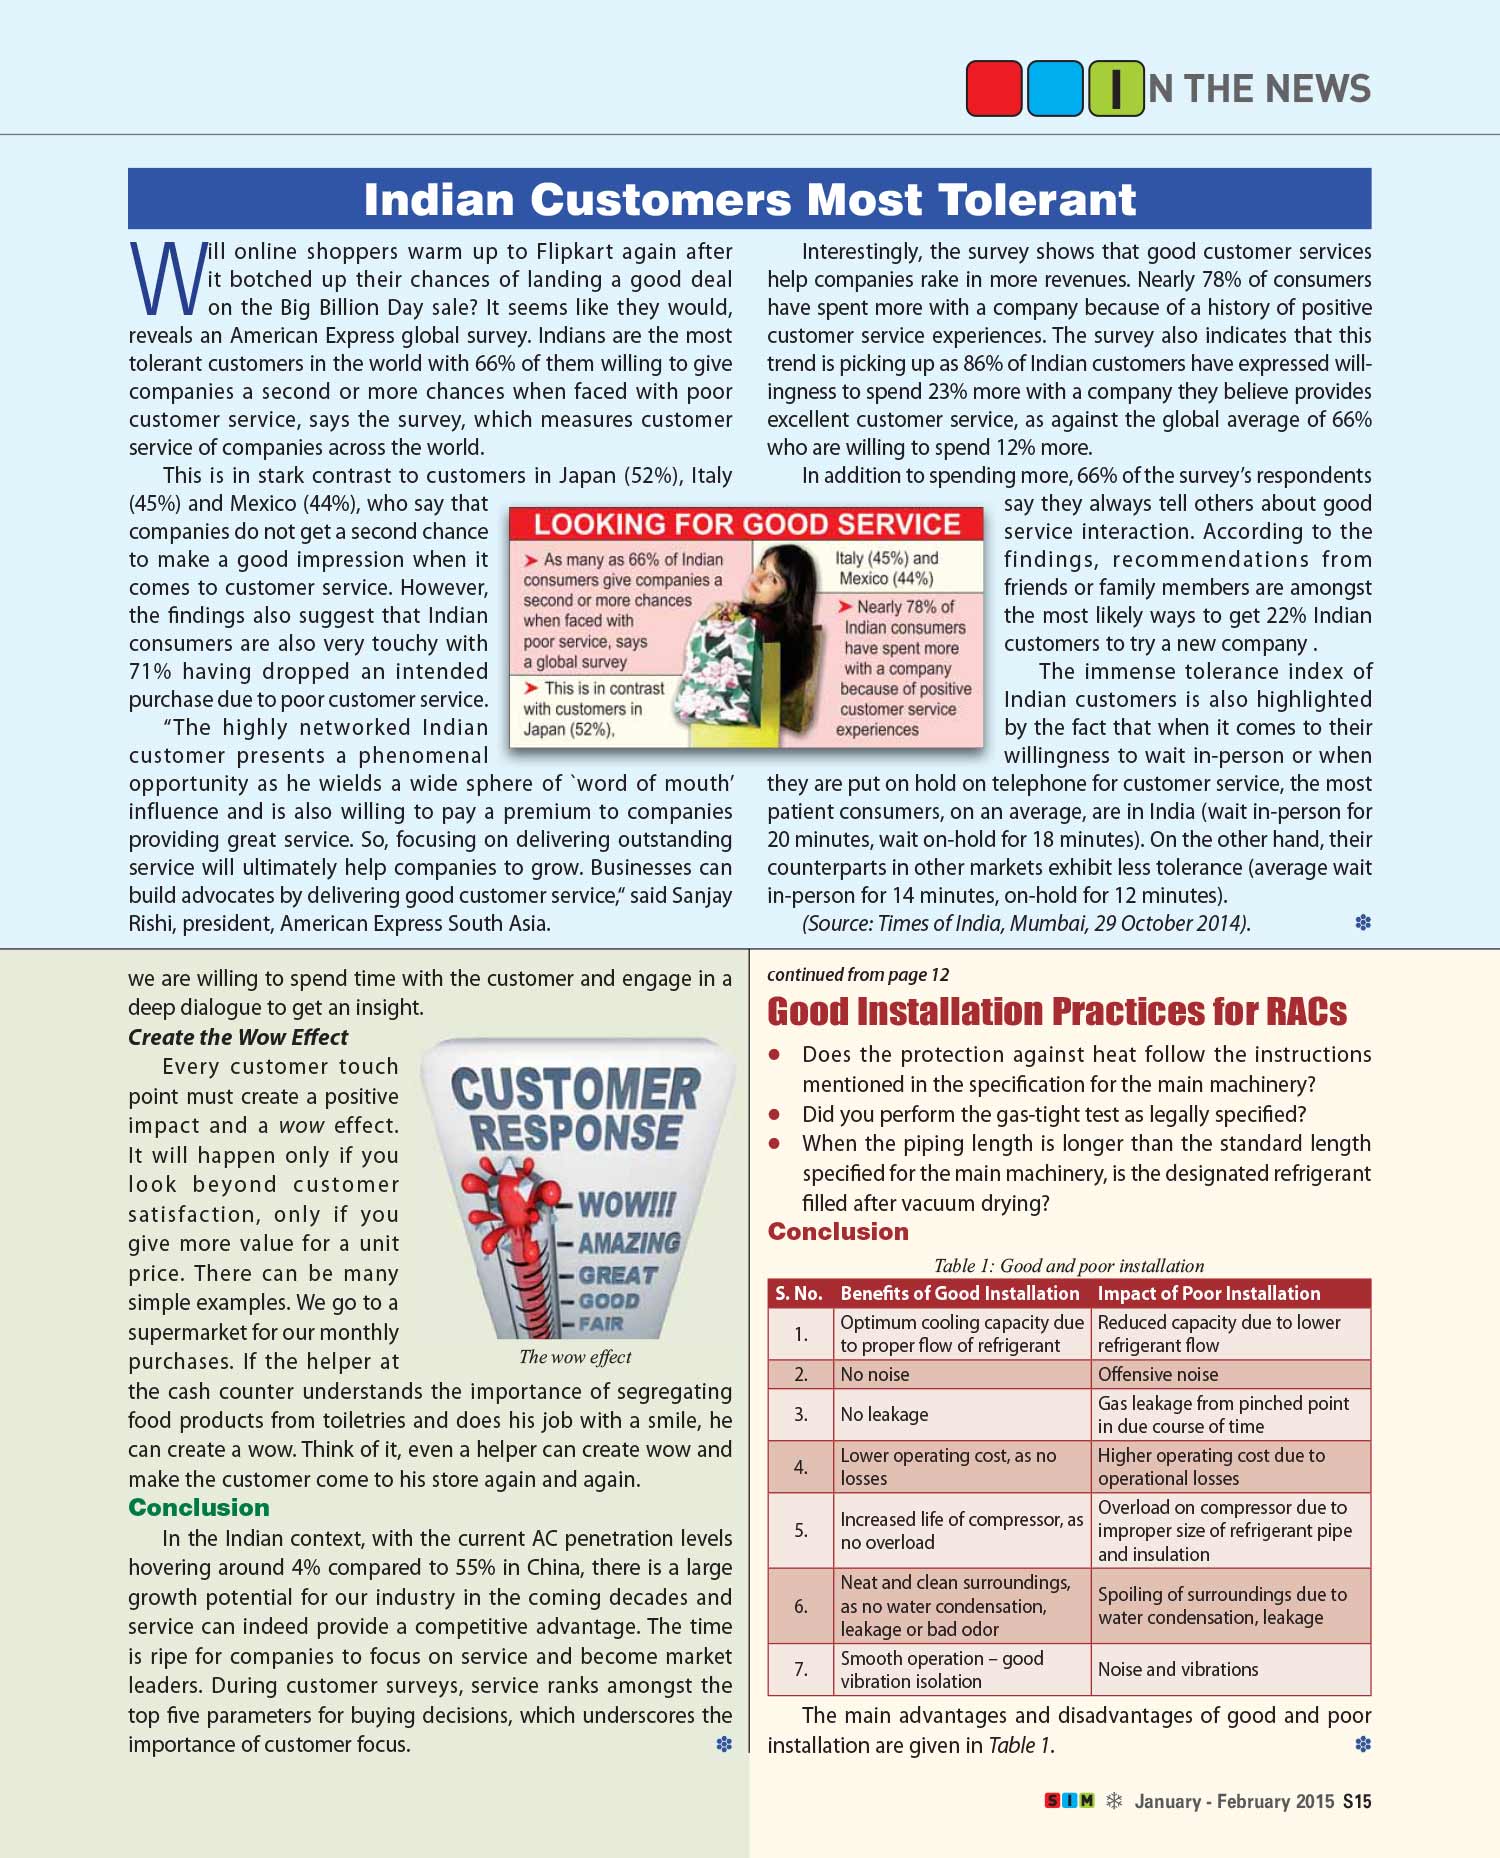 IN THE NEWS
Indian Customers Most Tolerant
Will online shoppers warm up to Flipkart again after
it botched up their chances of landing a good deal
on the Big Billion Day sale? It seems like they would,
reveals an American Express global survey. Indians are the most
tolerant customers in the world with 66% of them willing to give
companies a second or more chances when faced with poor
customer service, says the survey, which measures customer
service of companies across the world.
This is in stark contrast to customers in Japan (52%), Italy
(45%) and Mexico (44%), who say that
companies do not get a second chance
to make a good impression when it
comes to customer service. However,
the findings also suggest that Indian
consumers are also very touchy with
71% having dropped an intended
purchase due to poor customer service.
“The highly networked Indian
customer presents a phenomenal
opportunity as he wields a wide sphere of `word of mouth’
influence and is also willing to pay a premium to companies
providing great service. So, focusing on delivering outstanding
service will ultimately help companies to grow. Businesses can
build advocates by delivering good customer service,“ said Sanjay
Rishi, president, American Express South Asia.
LOOKING FOR GOOD SERVICE
➤ As many as 66% of Indian
consumers give companies a
second or more chances
when faced with
poor service, says
a global survey
➤ This is in contrast
with customers in
Japan (52%),
Italy (45%) and
Mexico (44%)
➤ Nearly 78% of
Indian consumers
have spent more
with a company
because of positive
customer service
experiences
Interestingly, the survey shows that good customer services
help companies rake in more revenues. Nearly 78% of consumers
have spent more with a company because of a history of positive
customer service experiences. The survey also indicates that this
trend is picking up as 86% of Indian customers have expressed will-
ingness to spend 23% more with a company they believe provides
excellent customer service, as against the global average of 66%
who are willing to spend 12% more.
In addition to spending more, 66% of the survey’s respondents
say they always tell others about good
service interaction. According to the
findings, recommendations from
friends or family members are amongst
the most likely ways to get 22% Indian
customers to try a new company .
The immense tolerance index of
Indian customers is also highlighted
by the fact that when it comes to their
willingness to wait in-person or when
they are put on hold on telephone for customer service, the most
patient consumers, on an average, are in India (wait in-person for
20 minutes, wait on-hold for 18 minutes). On the other hand, their
counterparts in other markets exhibit less tolerance (average wait
in-person for 14 minutes, on-hold for 12 minutes).
(Source: Times of India, Mumbai, 29 October 2014).
we are willing to spend time with the customer and engage in a
deep dialogue to get an insight.
Create the Wow Effect
Every customer touch
point must create a positive
impact and a wow effect.
It will happen only if you
look beyond customer
satisfaction, only if you
give more value for a unit
price. There can be many
simple examples. We go to a
supermarket for our monthly
purchases. If the helper at
the cash counter understands the importance of segregating
food products from toiletries and does his job with a smile, he
can create a wow. Think of it, even a helper can create wow and
make the customer come to his store again and again.
CUSTOMER
RESPONSE
WOW!!!
AMAZING
GREAT
GOOD
FAIR
The wow effect
Conclusion
In the Indian context, with the current AC penetration levels
hovering around 4% compared to 55% in China, there is a large
growth potential for our industry in the coming decades and
service can indeed provide a competitive advantage. The time
is ripe for companies to focus on service and become market
leaders. During customer surveys, service ranks amongst the
top five parameters for buying decisions, which underscores the
importance of customer focus.
continued from page 12
Good Installation Practices for RACs
● Does the protection against heat follow the instructions
mentioned in the specification for the main machinery?
● Did you perform the gas-tight test as legally specified?
● When the piping length is longer than the standard length
specified for the main machinery, is the designated refrigerant
filled after vacuum drying?
Conclusion
Table 1: Good and poor installation
S. No. Benefits of Good Installation Impact of Poor Installation
1. Optimum cooling capacity due
to proper flow of refrigerant
Reduced capacity due to lower
refrigerant flow
2. No noise Offensive noise
3. No leakage
Gas leakage from pinched point
in due course of time
4. Lower operating cost, as no
losses
Higher operating cost due to
operational losses
5. Increased life of compressor, as
no overload
Overload on compressor due to
improper size of refrigerant pipe
and insulation
6. Neat and clean surroundings,
as no water condensation,
leakage or bad odor
Spoiling of surroundings due to
water condensation, leakage
7. Smooth operation – good
vibration isolation
Noise and vibrations
The main advantages and disadvantages of good and poor
installation are given in Table 1.
SIM January - February 2015 S15